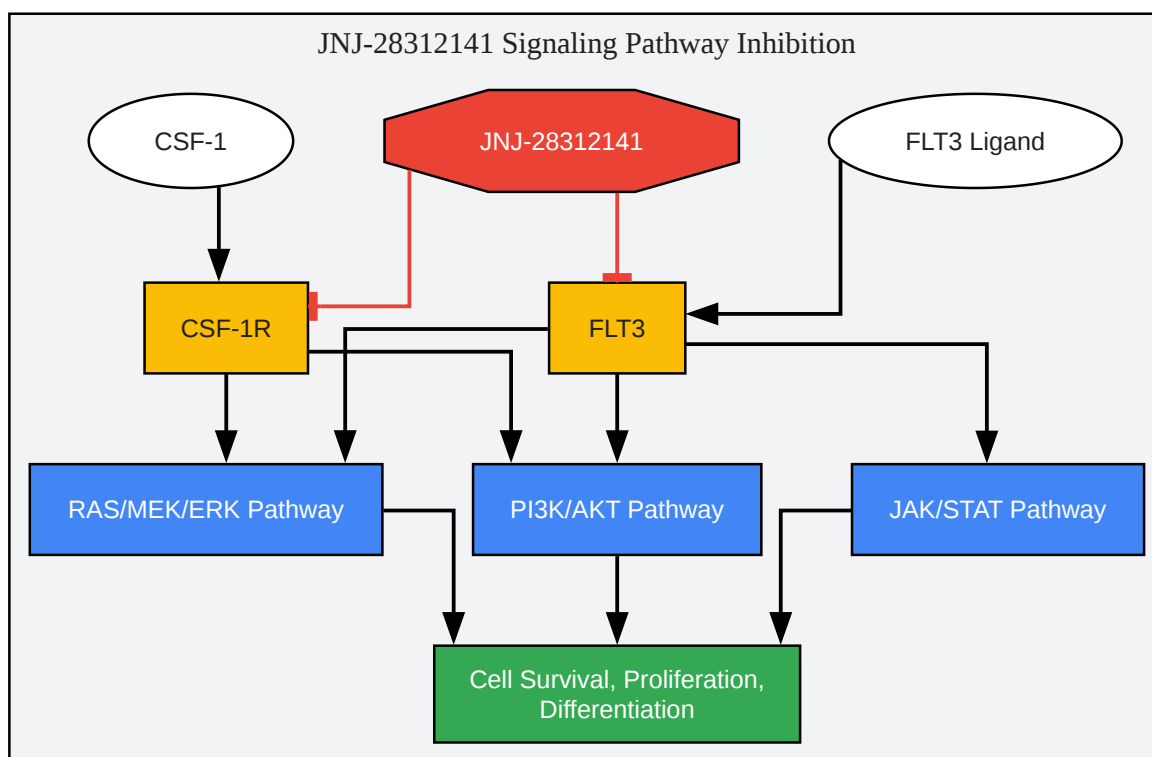 JNJ-28312141 Signaling Pathway Inhibition
CSF-1
JNJ-28312141
FLT3 Ligand
CSF-1R
FLT3
RAS/MEK/ERK Pathway
PI3K/AKT Pathway
JAK/STAT Pathway
Cell Survival, Proliferation,
Differentiation